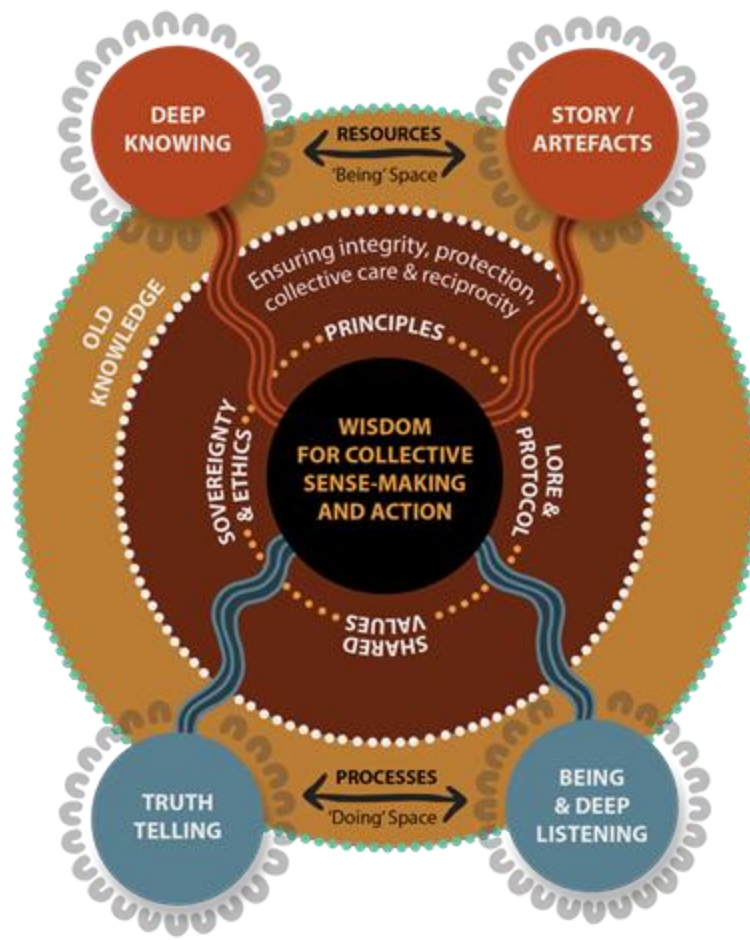 DEEP
KNOWING
STORY /
ARTEFACTS
RESOURCES
'Being' Space
Ensuring integrity, protection,
collective care & reciprocity
OLD
KNOWLEDGE
PRINCIPLES
SOVEREIGNTY
& ETHICS
WISDOM
FOR COLLECTIVE
SENSE-MAKING
AND ACTION
LORE &
PROTOCOL
SHARED
VALUES
PROCESSES
'Doing' Space
TRUTH
TELLING
BEING
& DEEP
LISTENING